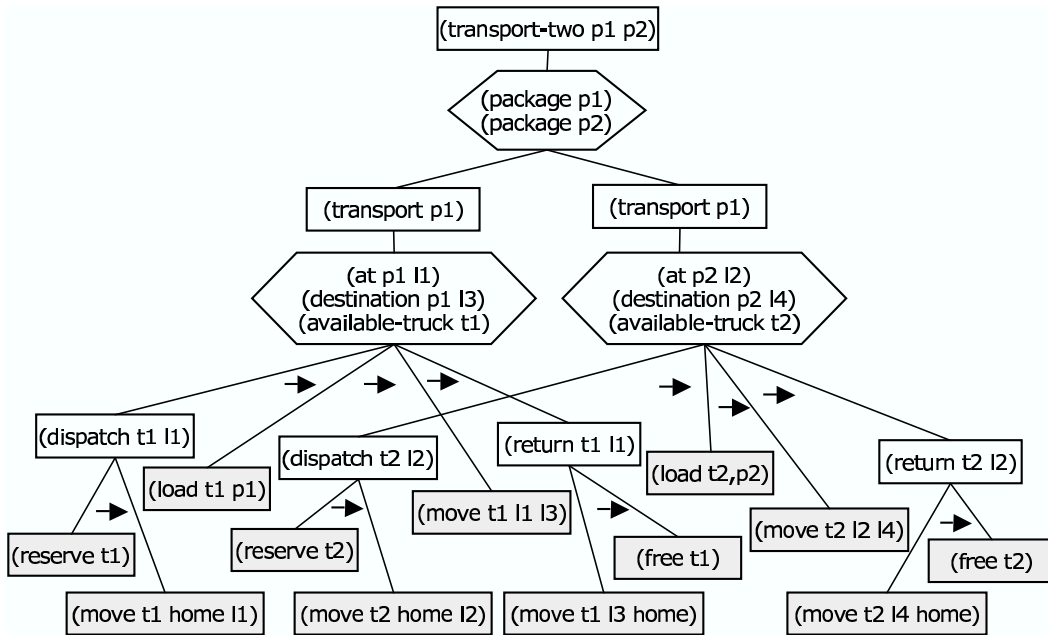 (transport-two p1 p2)
(package p1)
(package p2)
(transport p1)
(transport p1)
(at p1 l1)
(destination p1 l3)
(available-truck t1)
(at p2 l2)
(destination p2 l4)
(available-truck t2)
(dispatch t1 l1)
(load t1 p1)
(dispatch t2 l2)
(move t1 l1 l3)
(return t1 l1)
(load t2,p2)
(move t2 l2 l4)
(return t2 l2)
(reserve t1)
(move t1 home l1)
(reserve t2)
(move t2 home l2)
(move t1 l3 home)
(free t1)
(move t2 l4 home)
(free t2)